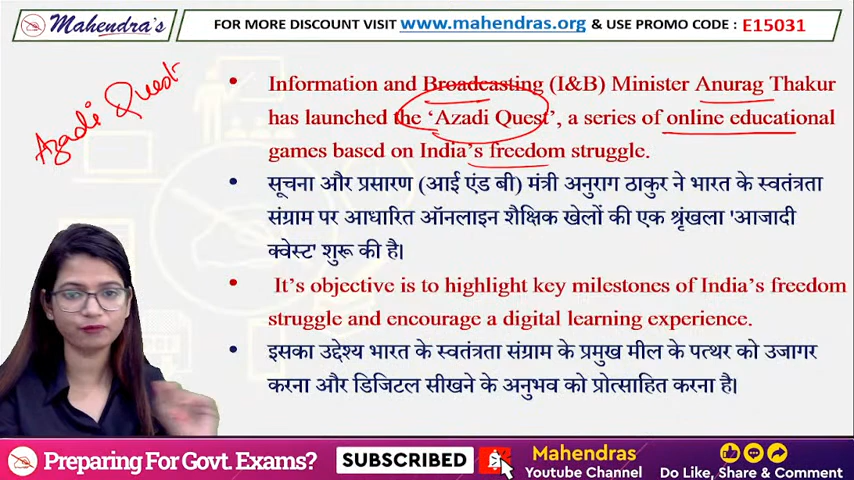 Mahendra's
FOR MORE DISCOUNT VISIT www.mahendras.org & USE PROMO CODE : E15031
Azadi Quest
• Information and Broadcasting (I&B) Minister Anurag Thakur
has launched the ‘Azadi Quest’, a series of online educational
games based on India’s freedom struggle.
• सूचना और प्रसारण (आई एंड बी) मंत्री अनुराग ठाकुर ने भारत के स्वतंत्रता
संग्राम पर आधारित ऑनलाइन शैक्षिक खेलों की एक श्रृंखला 'आजादी
क्वेस्ट' शुरू की है।
• It’s objective is to highlight key milestones of India’s freedom
struggle and encourage a digital learning experience.
• इसका उद्देश्य भारत के स्वतंत्रता संग्राम के प्रमुख मील के पत्थर को उजागर
करना और डिजिटल सीखने के अनुभव को प्रोत्साहित करना है।
Preparing For Govt. Exams? SUBSCRIBED Mahendras
Youtube Channel Do Like, Share & Comment